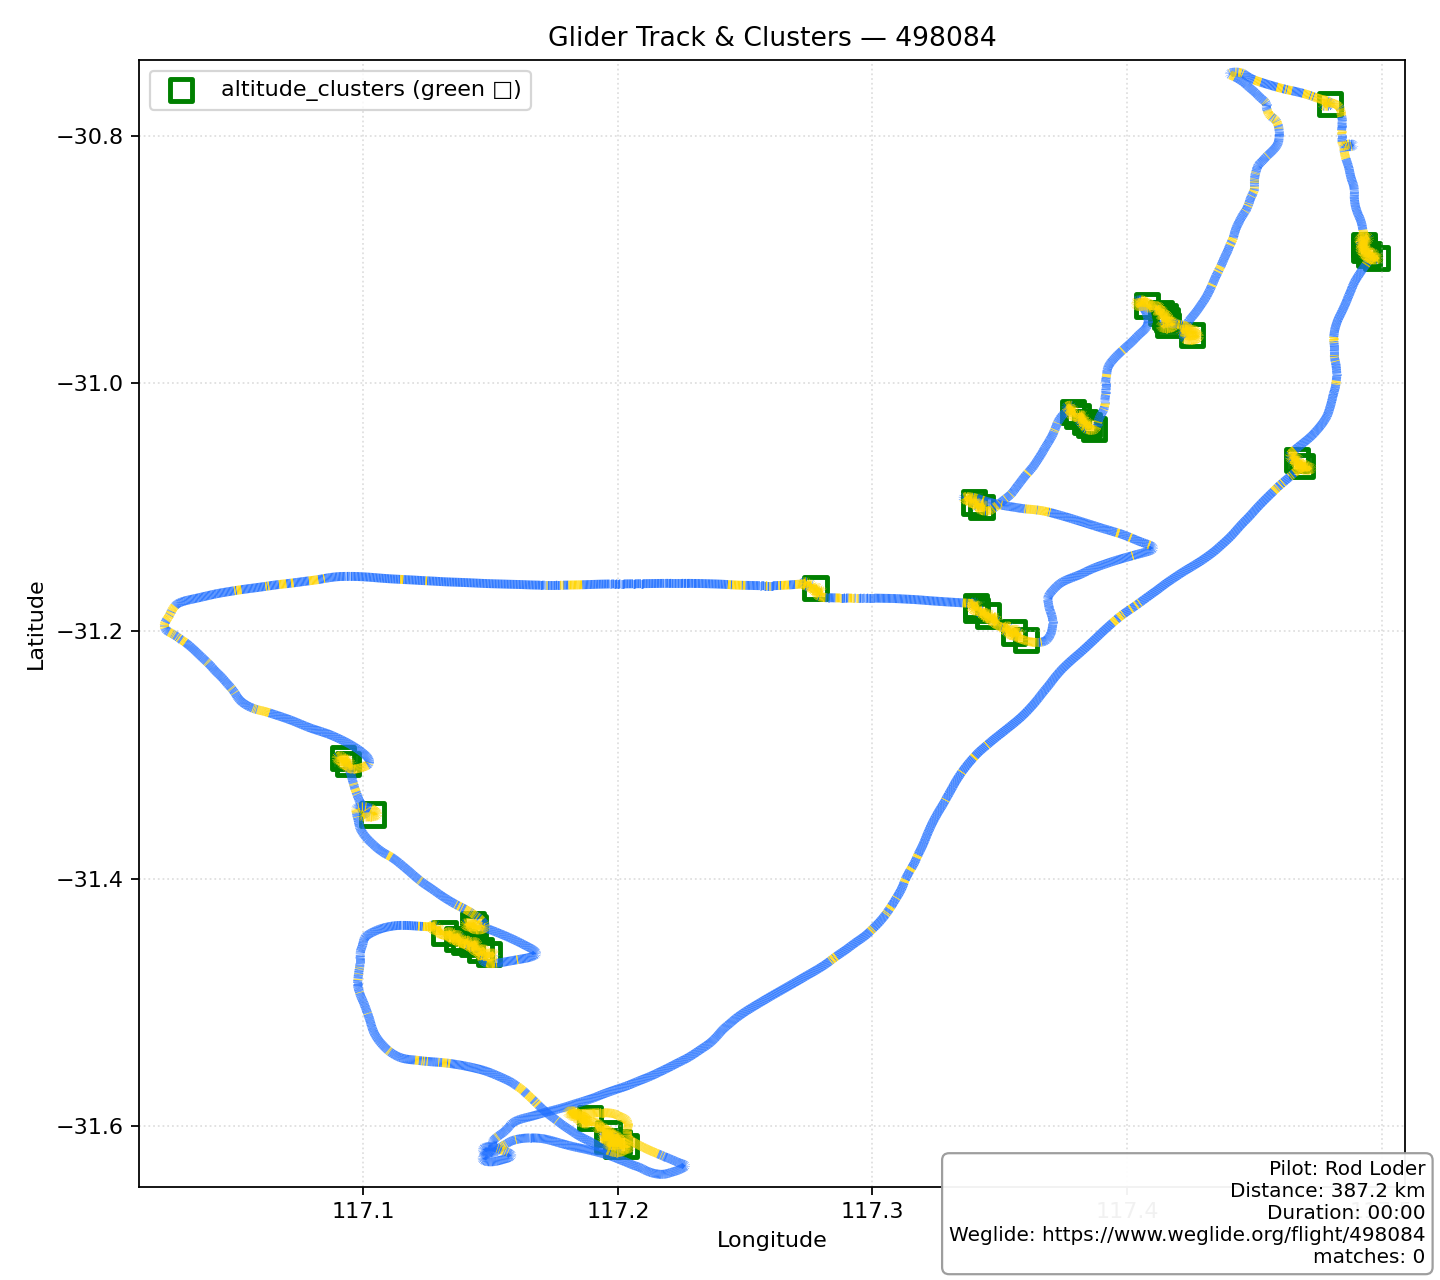 Glider Track & Clusters — 498084
altitude_clusters (green □)
−30.8
−31.0
−31.2
−31.4
−31.6
Latitude
117.1
117.2
117.3
117.4
Longitude
Pilot: Rod Loder
Distance: 387.2 km
Duration: 00:00
Weglide: https://www.weglide.org/flight/498084
matches: 0